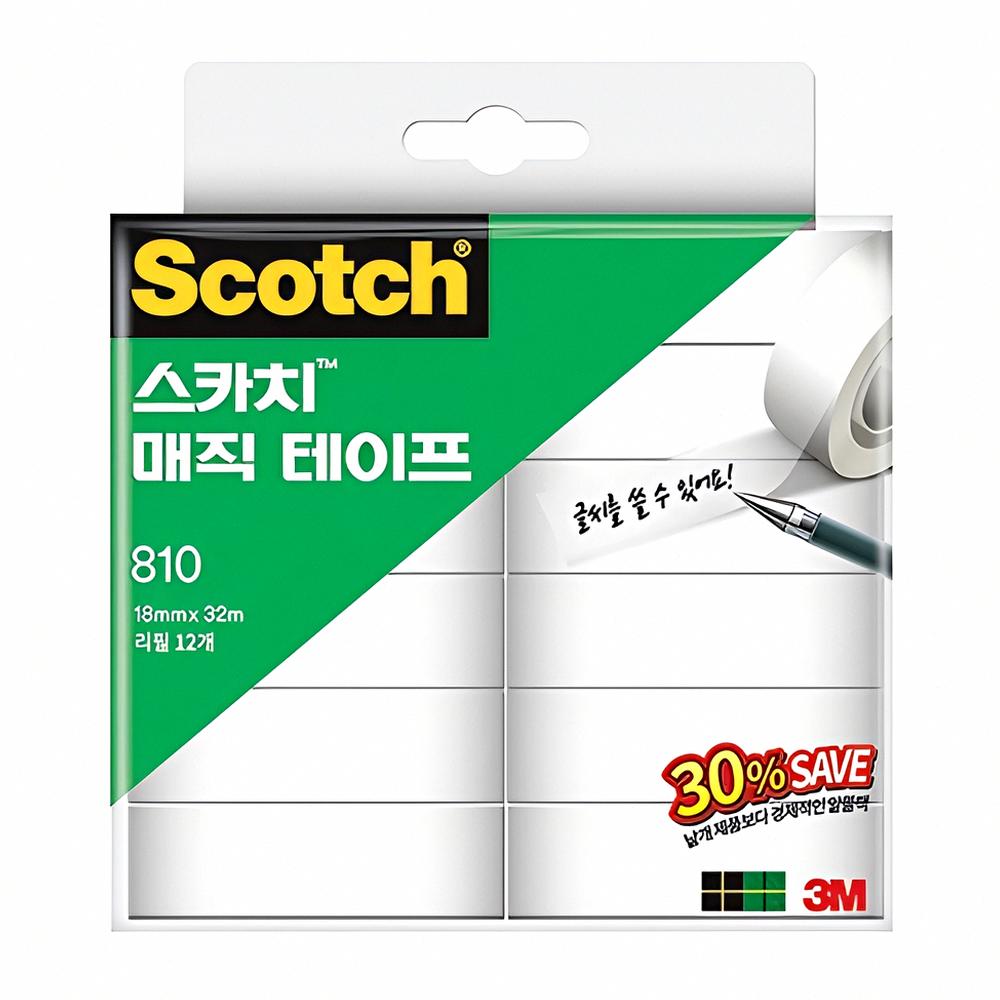 Scotch®
스카치™
매직 테이프
글씨를 쓸 수 있어요!
810
18mm x 32m
리필 12개
30% SAVE
낱개 제품보다 경제적인 알뜰팩
3M